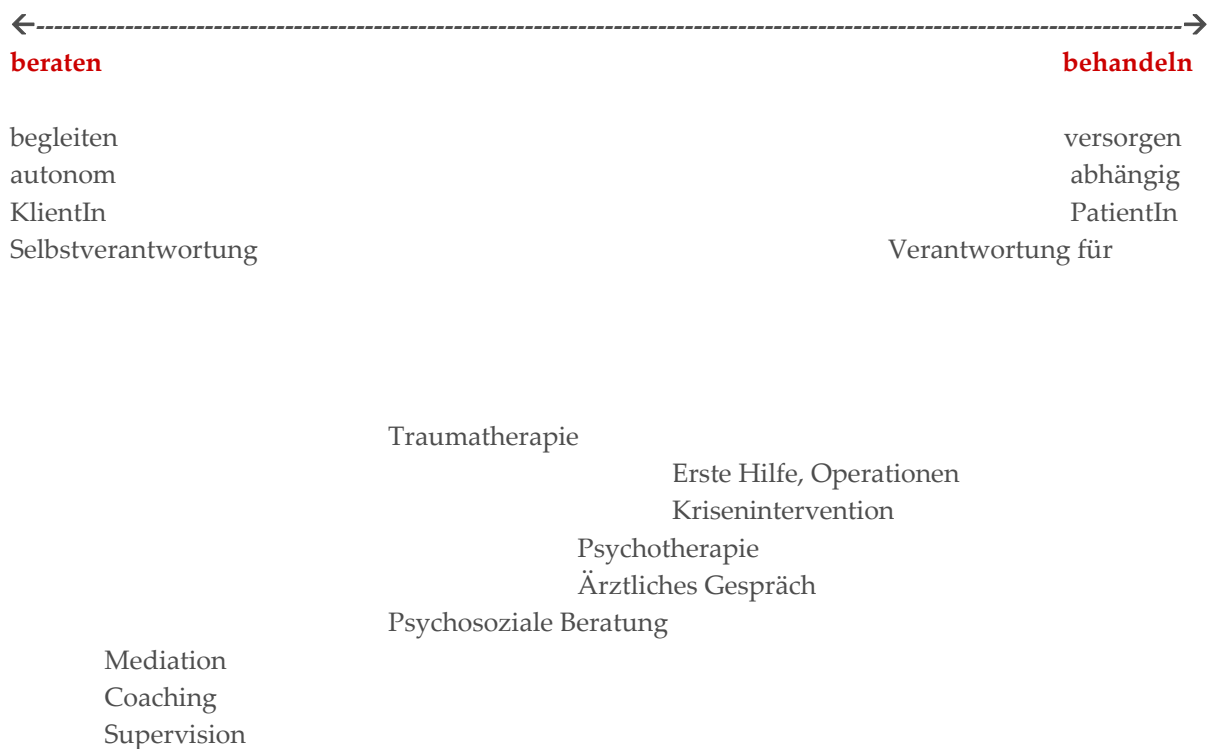 ←---------------------------------------------------------------------------------------------------------------→
beraten behandeln
begleiten versorgen
autonom abhängig
KlientIn PatientIn
Selbstverantwortung Verantwortung für
Traumatherapie
Erste Hilfe, Operationen
Krisenintervention
Psychotherapie
Ärztliches Gespräch
Psychosoziale Beratung
Mediation
Coaching
Supervision